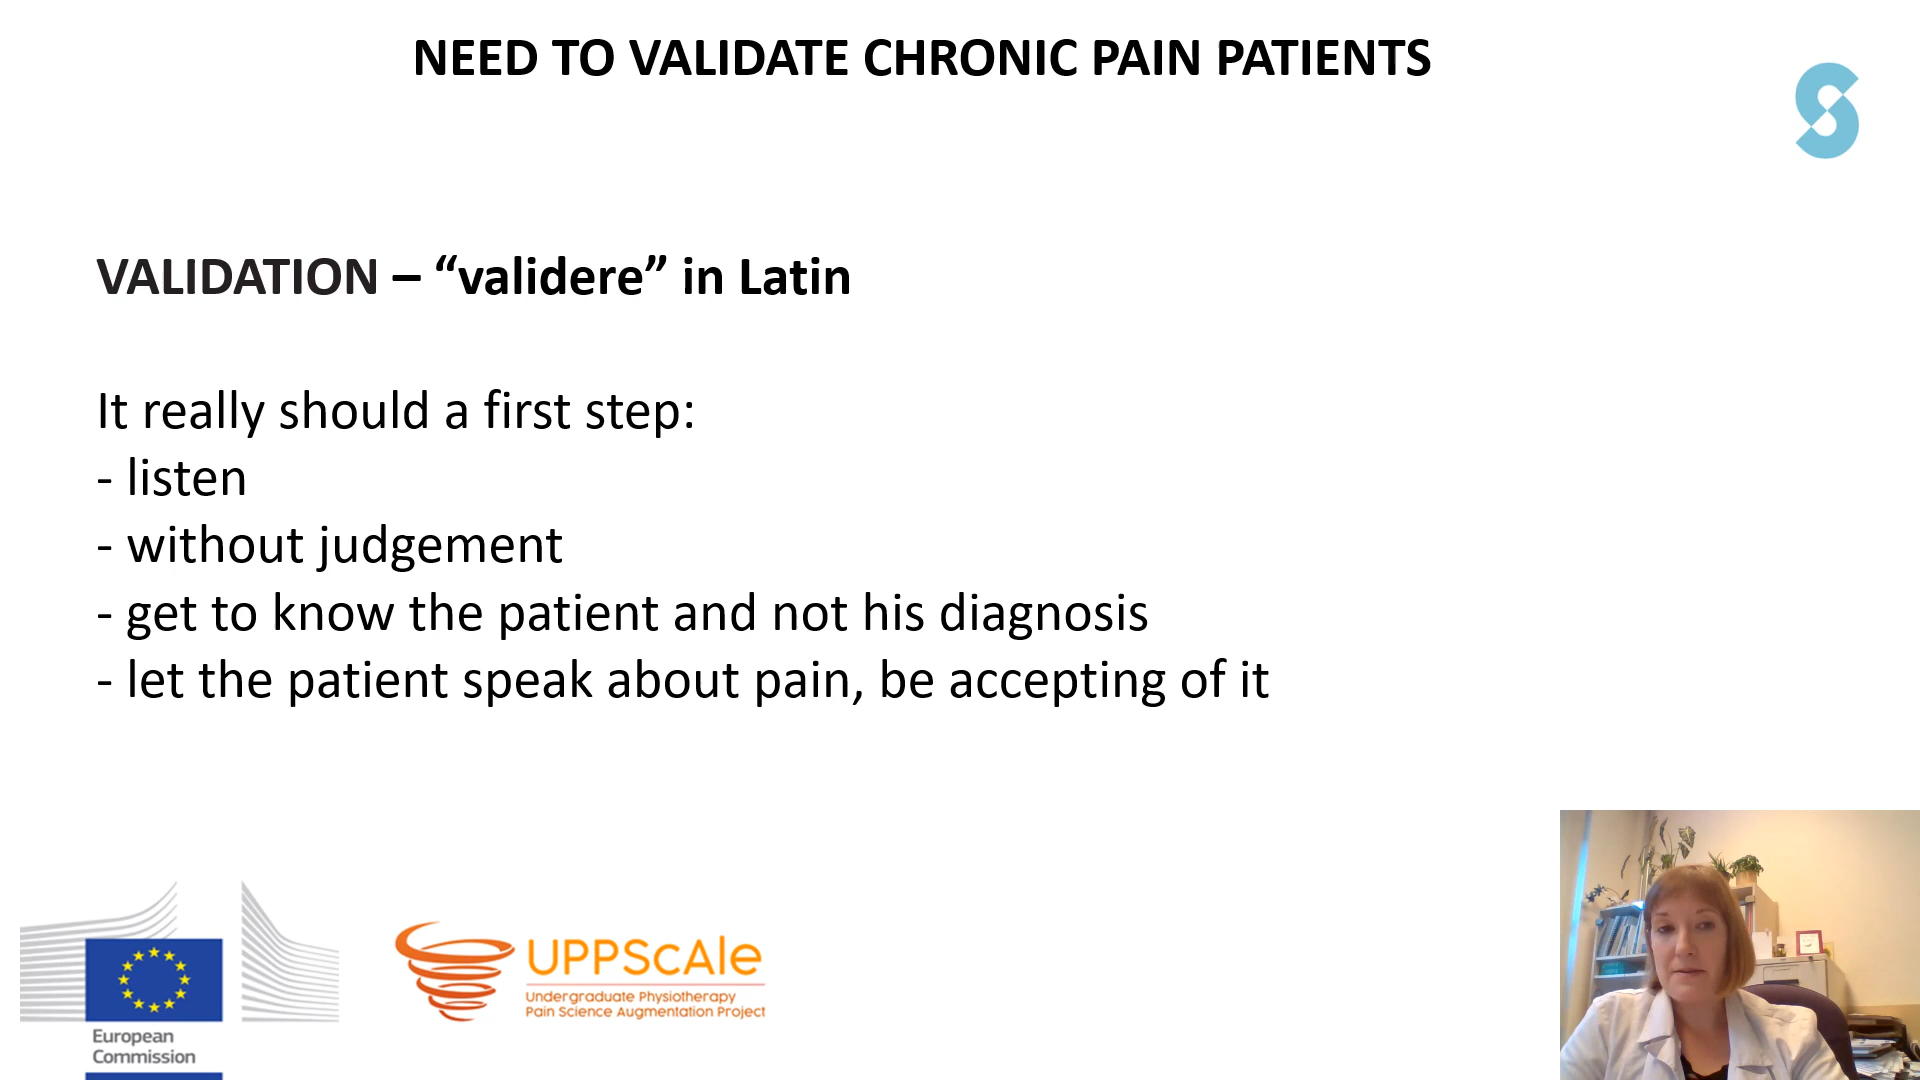 NEED TO VALIDATE CHRONIC PAIN PATIENTS
VALIDATION – “validere” in Latin
It really should a first step:
- listen
- without judgement
- get to know the patient and not his diagnosis
- let the patient speak about pain, be accepting of it
UPPScAle
Undergraduate Physiotherapy
Pain Science Augmentation Project
European
Commission